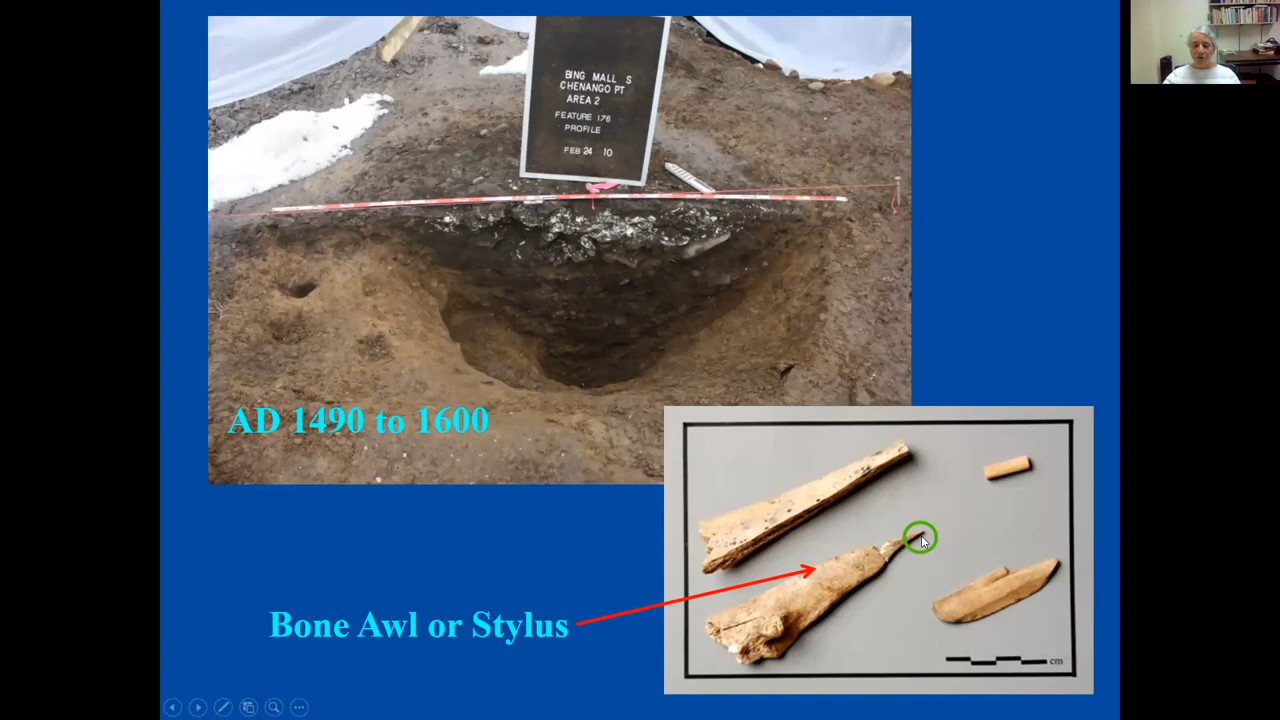 BING MALL S
CHENANGO PT
AREA 2
FEATURE 176
PROFILE
FEB 24 10
AD 1490 to 1600
Bone Awl or Stylus
cm